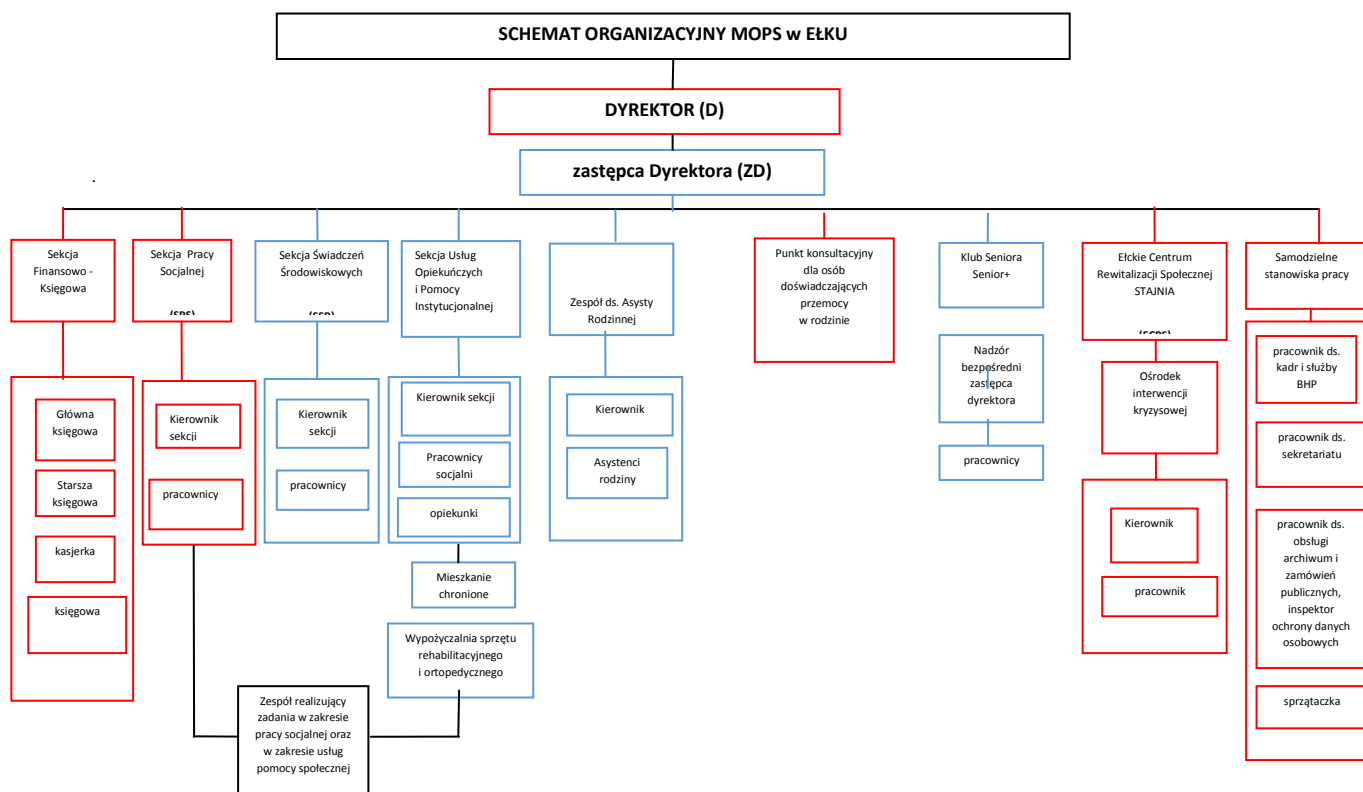 SCHEMAT ORGANIZACYJNY MOPS w EŁKU
DYREKTOR (D)
zastępca Dyrektora (ZD)
Sekcja
Finansowo -
Księgowa
Sekcja Pracy
Socjalnej
Sekcja Świadczeń
Środowiskowych
Sekcja Usług
Opiekuńczych
i Pomocy
Instytucjonalnej
Zespół ds. Asysty
Rodzinnej
Punkt konsultacyjny
dla osób
doświadczających
przemocy
w rodzinie
Klub Seniora
Senior+
Ełckie Centrum
Rewitalizacji Społecznej
STAJNIA
Samodzielne
stanowiska pracy
Główna
księgowa
Starsza
księgowa
kasjerka
księgowa
Kierownik
sekcji
pracownicy
Kierownik
sekcji
pracownicy
Kierownik sekcji
Pracownicy
socjalni
opiekunki
Mieszkanie
chronione
Wypożyczalnia sprzętu
rehabilitacyjnego
i ortopedycznego
Zespół realizujący
zadania w zakresie
pracy socjalnej oraz
w zakresie usług
pomocy społecznej
Kierownik
Asystenci
rodziny
Nadzór
bezpośredni
zastępca
dyrektora
pracownicy
Ośrodek
interwencji
kryzysowej
Kierownik
pracownik
pracownik ds.
kadr i służby
BHP
pracownik ds.
sekretariatu
pracownik ds.
obsługi
archiwum i
zamówień
publicznych,
inspektor
ochrony danych
osobowych
sprzątaczka